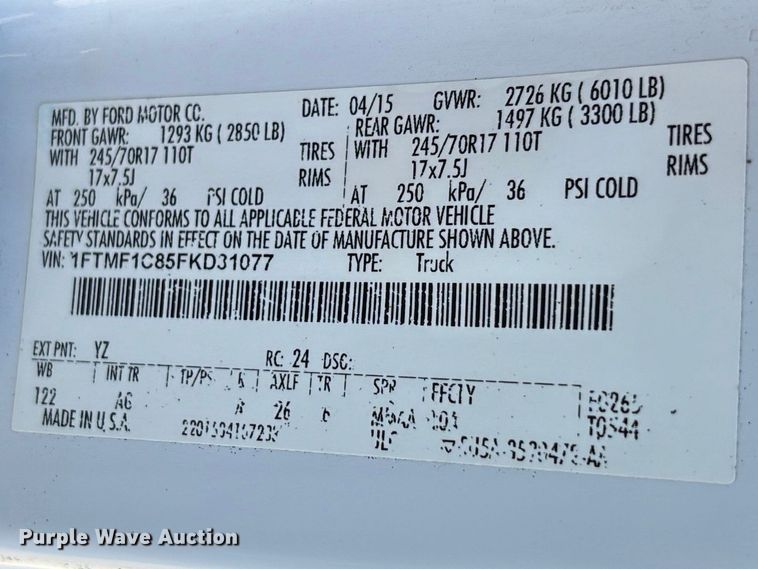 MFD. BY FORD MOTOR CO. DATE: 04/15 GVWR: 2726 KG ( 6010 LB)
FRONT GAWR: 1293 KG ( 2850 LB) REAR GAWR: 1497 KG ( 3300 LB)
WITH 245/70R17 110T TIRES WITH 245/70R17 110T TIRES
17x7.5J RIMS 17x7.5J RIMS
AT 250 kPa/ 36 PSI COLD AT 250 kPa/ 36 PSI COLD
THIS VEHICLE CONFORMS TO ALL APPLICABLE FEDERAL MOTOR VEHICLE
SAFETY STANDARDS IN EFFECT ON THE DATE OF MANUFACTURE SHOWN ABOVE.
VIN: 1FTMF1C85FKD31077 TYPE: Truck
EXT PNT: YZ RC: 24 DSO:
WB INT TR TP/PS R AXLE TR SPR
122 AG 26
MADE IN U.S.A.
Purple Wave Auction